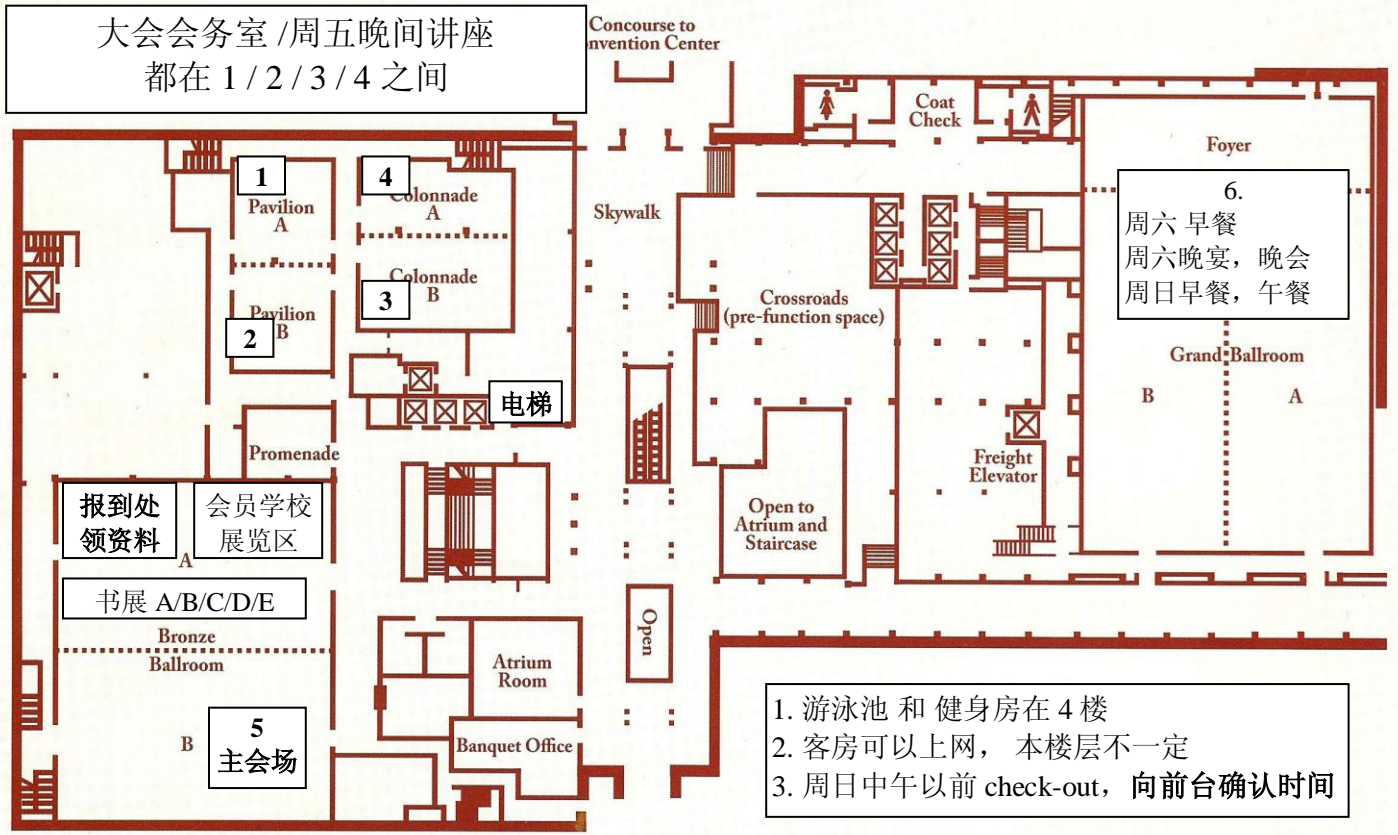 大会会务室 /周五晚间讲座
都在 1 / 2 / 3 / 4 之间
Concourse to
nvention Center
Coat
Check
Foyer
1
Pavilion
A
4
Colonnade
A
Skywalk
6.
周六 早餐
周六晚宴，晚会
周日早餐，午餐
Colonnade
B
3
Pavilion
B
2
Crossroads
(pre-function space)
Grand Ballroom
B
A
电梯
Promenade
Freight
Elevator
报到处
领资料
会员学校
展览区
A
Open to
Atrium and
Staircase
书展 A/B/C/D/E
Bronze
Ballroom
Open
Atrium
Room
B
5
主会场
Banquet Office
1. 游泳池 和 健身房在 4 楼
2. 客房可以上网， 本楼层不一定
3. 周日中午以前 check-out，向前台确认时间